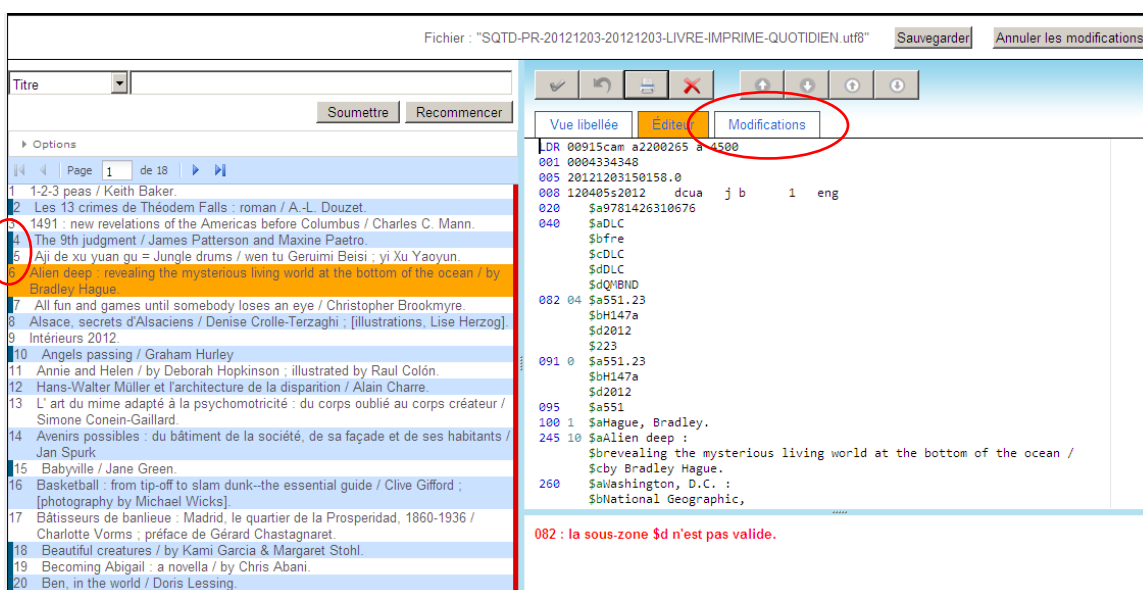 Fichier : "SQTD-PR-20121203-20121203-LIVRE-IMPRIME-QUOTIDIEN.utf8" Sauvegarder Annuler les modifications
Titre
Soumettre Recommencer
Options
Page 1 de 18
1 1-2-3 peas / Keith Baker.
2 Les 13 crimes de Théodem Falls : roman / A.-L. Douzet.
3 1491 : new revelations of the Americas before Columbus / Charles C. Mann.
4 The 9th judgment / James Patterson and Maxine Paetro.
5 Aji de xu yuan gu = Jungle drums / wen tu Geruimi Beisi ; yi Xu Yaoyun.
6 Alien deep : revealing the mysterious living world at the bottom of the ocean / by
Bradley Hague.
7 All fun and games until somebody loses an eye / Christopher Brookmyre.
8 Alsace, secrets d'Alsaciens / Denise Crolle-Terzaghi ; [illustrations, Lise Herzog].
9 Intérieurs 2012.
10 Angels passing / Graham Hurley
11 Annie and Helen / by Deborah Hopkinson ; illustrated by Raul Colón.
12 Hans-Walter Müller et l'architecture de la disparition / Alain Charre.
13 L' art du mime adapté à la psychomotricité : du corps oublié au corps créateur /
Simone Conein-Gaillard.
14 Avenirs possibles : du bâtiment de la société, de sa façade et de ses habitants /
Jan Spurk
15 Babyville / Jane Green.
16 Basketball : from tip-off to slam dunk--the essential guide / Clive Gifford ;
[photography by Michael Wicks].
17 Bâtisseurs de banlieue : Madrid, le quartier de la Prosperidad, 1860-1936 /
Charlotte Vorms ; préface de Gérard Chastagnaret.
18 Beautiful creatures / by Kami Garcia & Margaret Stohl.
19 Becoming Abigail : a novella / by Chris Abani.
20 Ben, in the world / Doris Lessing.
Vue libellée Éditeur Modifications
LDR 00915cam a2200265 a 4500
001 0004334348
005 20121203150158.0
008 120405s2012 dcua j b 1 eng
020 $a9781426310676
040 $aDLC
$bfre
$cDLC
$dDLC
$dQMBND
082 04 $a551.23
$bH147a
$d2012
$223
091 0 $a551.23
$bH147a
$d2012
095 $a551
100 1 $aHague, Bradley.
245 10 $aAlien deep :
$brevealing the mysterious living world at the bottom of the ocean /
$cby Bradley Hague.
260 $aWashington, D.C. :
$bNational Geographic,
082 : la sous-zone $d n'est pas valide.